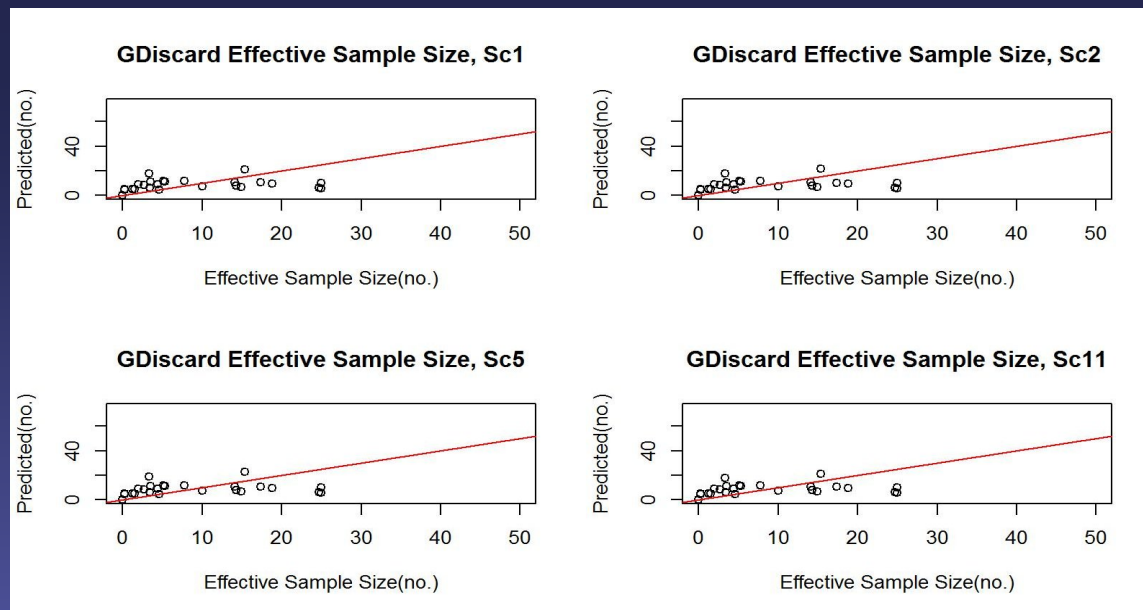 GDiscard Effective Sample Size, Sc1
Predicted(no.)
40
0
0 10 20 30 40 50
Effective Sample Size(no.)
GDiscard Effective Sample Size, Sc2
Predicted(no.)
40
0
0 10 20 30 40 50
Effective Sample Size(no.)
GDiscard Effective Sample Size, Sc5
Predicted(no.)
40
0
0 10 20 30 40 50
Effective Sample Size(no.)
GDiscard Effective Sample Size, Sc11
Predicted(no.)
40
0
0 10 20 30 40 50
Effective Sample Size(no.)